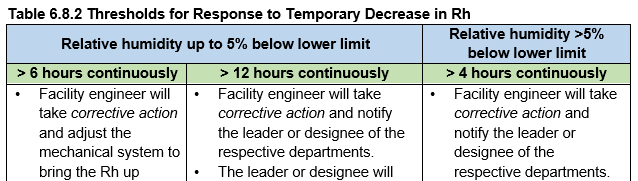 Table 6.8.2 Thresholds for Response to Temporary Decrease in Rh
Relative humidity up to 5% below lower limit
Relative humidity >5%
below lower limit
> 6 hours continuously
> 12 hours continuously
> 4 hours continuously
• Facility engineer will
take corrective action
and adjust the
mechanical system to
bring the Rh up
• Facility engineer will take
corrective action and notify
the leader or designee of the
respective departments.
• The leader or designee will
• Facility engineer will take
corrective action and
notify the leader or
designee of the
respective departments.